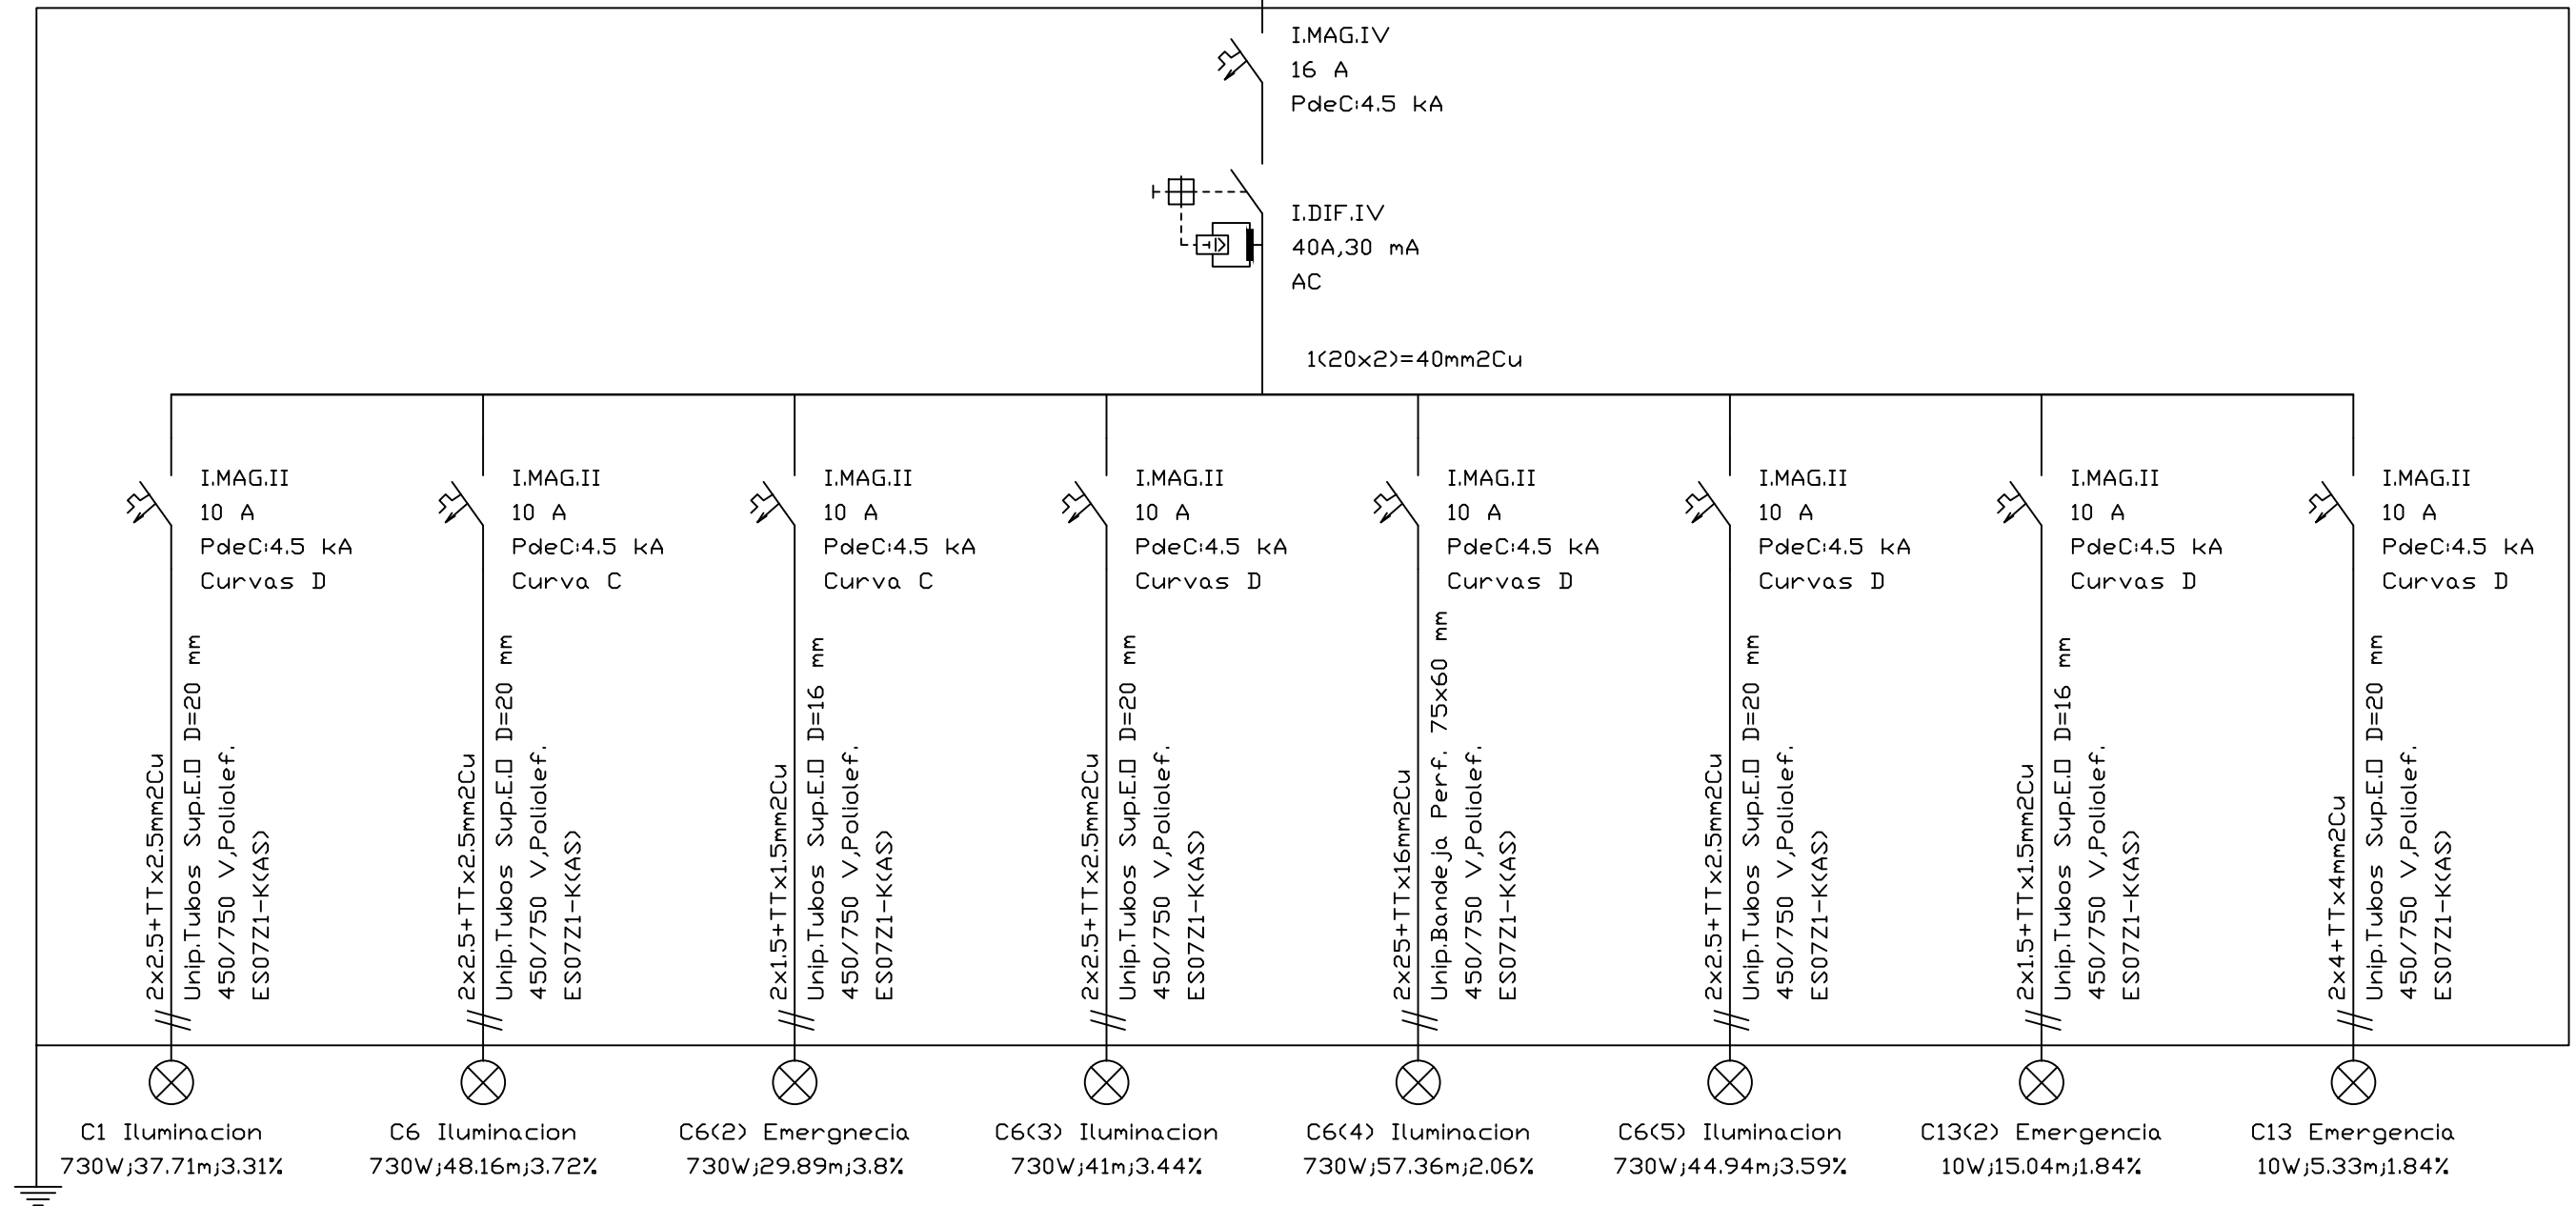 I.MAG.IV
16 A
PdeC:4.5 kA
I.DIF.IV
40A,30 mA
AC
1(20x2)=40mm2Cu
I.MAG.II
10 A
PdeC:4.5 kA
Curvas D
2x2.5+TTx2.5mm2Cu
Unip.Tubos Sup.E.O D=20 mm
450/750 V,Poliolef.
ES07Z1-K(AS)
C1 Iluminacion
730W;37.71m;3.31%
I.MAG.II
10 A
PdeC:4.5 kA
Curva C
2x2.5+TTx2.5mm2Cu
Unip.Tubos Sup.E.O D=20 mm
450/750 V,Poliolef.
ES07Z1-K(AS)
C6 Iluminacion
730W;48.16m;3.72%
I.MAG.II
10 A
PdeC:4.5 kA
Curva C
2x1.5+TTx1.5mm2Cu
Unip.Tubos Sup.E.O D=16 mm
450/750 V,Poliolef.
ES07Z1-K(AS)
C6(2) Emergnecia
730W;29.89m;3.8%
I.MAG.II
10 A
PdeC:4.5 kA
Curvas D
2x2.5+TTx2.5mm2Cu
Unip.Tubos Sup.E.O D=20 mm
450/750 V,Poliolef.
ES07Z1-K(AS)
C6(3) Iluminacion
730W;41m;3.44%
I.MAG.II
10 A
PdeC:4.5 kA
Curvas D
2x25+TTx16mm2Cu
Unip.Bandeja Perf. 75x60 mm
450/750 V,Poliolef.
ES07Z1-K(AS)
C6(4) Iluminacion
730W;57.36m;2.06%
I.MAG.II
10 A
PdeC:4.5 kA
Curvas D
2x2.5+TTx2.5mm2Cu
Unip.Tubos Sup.E.O D=20 mm
450/750 V,Poliolef.
ES07Z1-K(AS)
C6(5) Iluminacion
730W;44.94m;3.59%
I.MAG.II
10 A
PdeC:4.5 kA
Curvas D
2x1.5+TTx1.5mm2Cu
Unip.Tubos Sup.E.O D=16 mm
450/750 V,Poliolef.
ES07Z1-K(AS)
C13(2) Emergencia
10W;15.04m;1.84%
I.MAG.II
10 A
PdeC:4.5 kA
Curvas D
2x4+TTx4mm2Cu
Unip.Tubos Sup.E.O D=20 mm
450/750 V,Poliolef.
ES07Z1-K(AS)
C13 Emergencia
10W;5.33m;1.84%